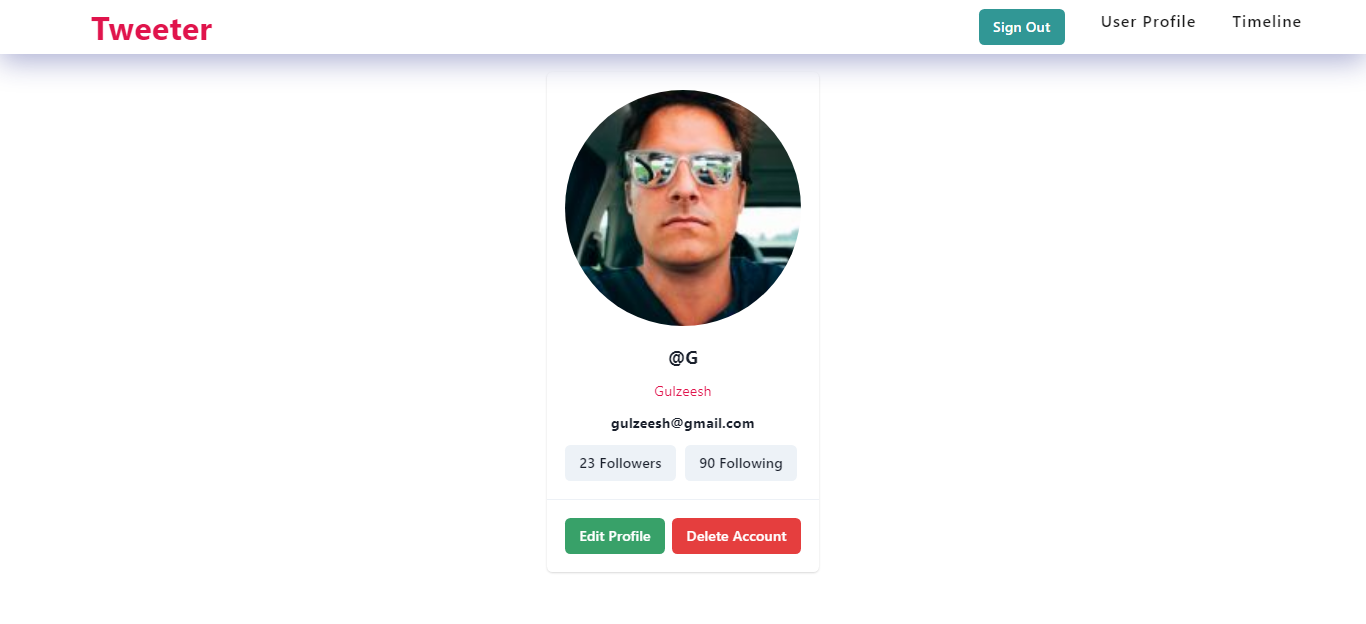 Tweeter
Sign Out
User Profile
Timeline
@G
Gulzeesh
gulzeesh@gmail.com
23 Followers
90 Following
Edit Profile
Delete Account